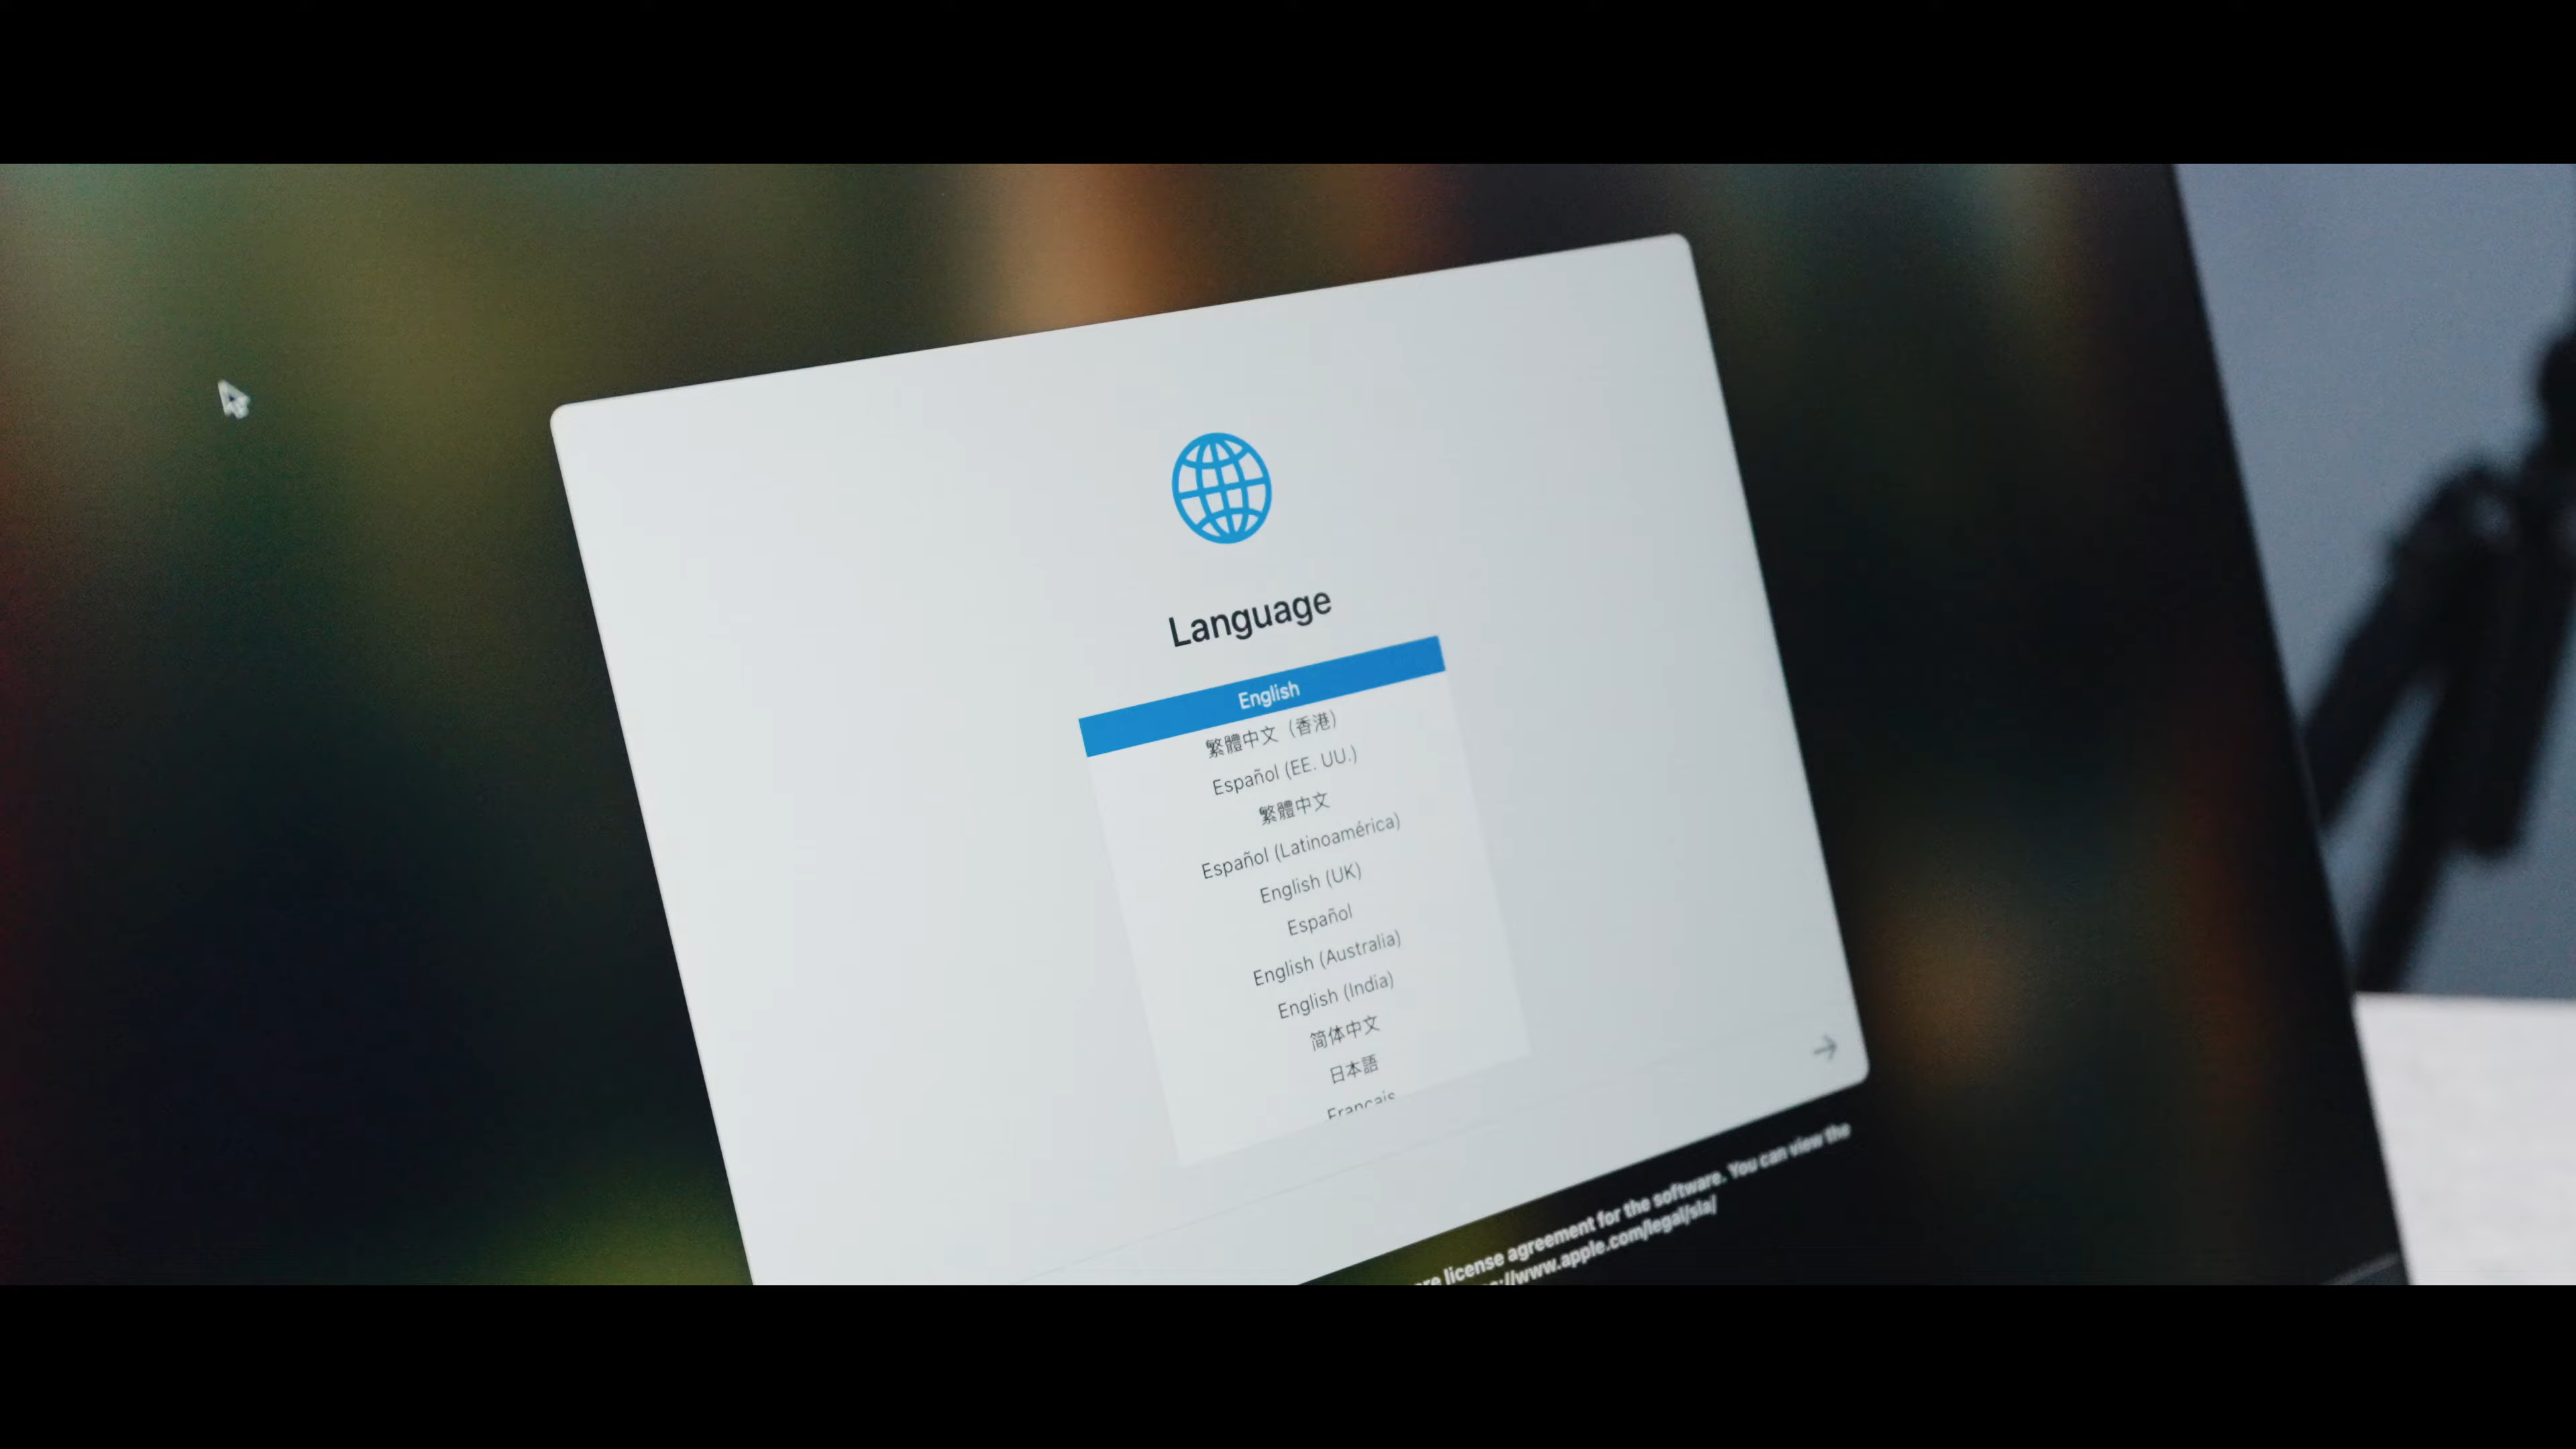 Language
English
繁體中文（香港）
Español (EE. UU.)
繁體中文
Español (Latinoamérica)
English (UK)
Español
English (Australia)
English (India)
简体中文
日本語
Français
license agreement for the software. You can view the
://www.apple.com/legal/sla/